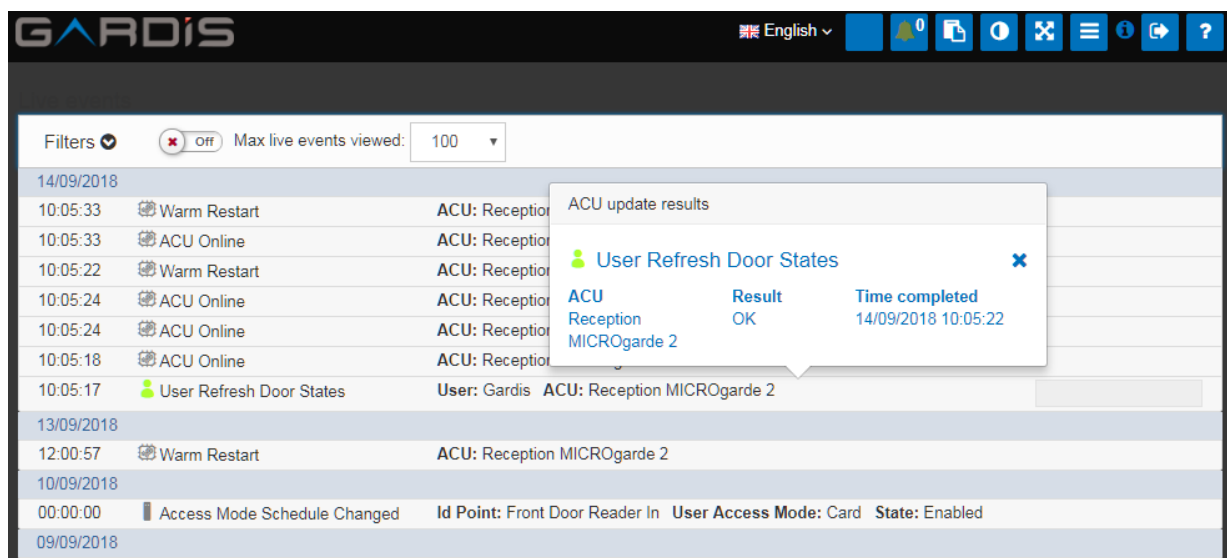 GARDiS
English
0
?
Live events
Filters
Off
Max live events viewed:
100
14/09/2018
10:05:33 Warm Restart ACU: Reception
10:05:33 ACU Online ACU: Reception
10:05:22 Warm Restart ACU: Reception
10:05:24 ACU Online ACU: Reception
10:05:24 ACU Online ACU: Reception
10:05:18 ACU Online ACU: Reception
ACU update results
User Refresh Door States
ACU Result Time completed
Reception OK 14/09/2018 10:05:22
MICROgarde 2
10:05:17 User Refresh Door States User: Gardis ACU: Reception MICROgarde 2
13/09/2018
12:00:57 Warm Restart ACU: Reception MICROgarde 2
10/09/2018
00:00:00 Access Mode Schedule Changed Id Point: Front Door Reader In User Access Mode: Card State: Enabled
09/09/2018